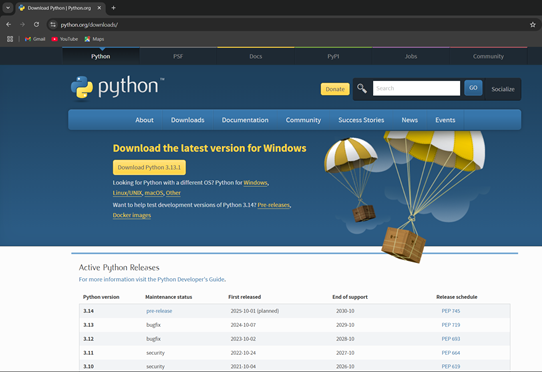 Download Python | Python.org
python.org/downloads/
Gmail YouTube Maps
Python PSF Docs PyPI Jobs Community
python™
Donate Search GO Socialize
About Downloads Documentation Community Success Stories News Events
Download the latest version for Windows
Download Python 3.13.1
Looking for Python with a different OS? Python for Windows,
Linux/UNIX, macOS, Other
Want to help test development versions of Python 3.14? Pre-releases,
Docker images
Active Python Releases
For more information visit the Python Developer's Guide.
Python version Maintenance status First released End of support Release schedule
3.14 pre-release 2025-10-01 (planned) 2030-10 PEP 745
3.13 bugfix 2024-10-07 2029-10 PEP 719
3.12 bugfix 2023-10-02 2028-10 PEP 693
3.11 security 2022-10-24 2027-10 PEP 664
3.10 security 2021-10-04 2026-10 PEP 619